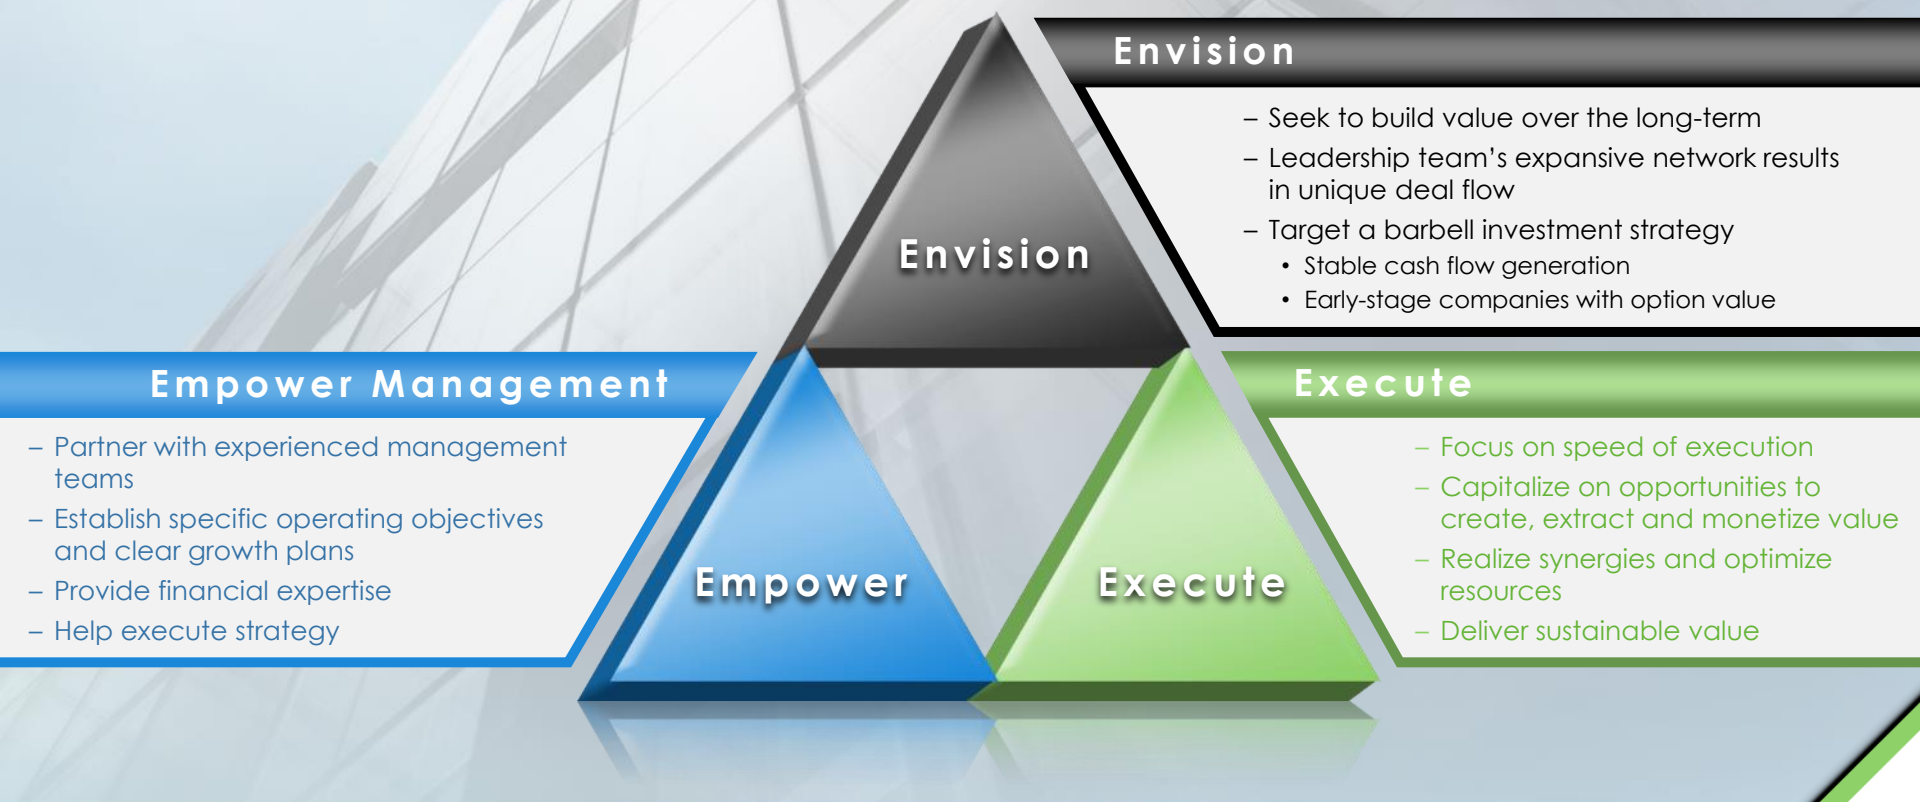 Envision
– Seek to build value over the long-term
– Leadership team’s expansive network results
in unique deal flow
– Target a barbell investment strategy
• Stable cash flow generation
• Early-stage companies with option value
Envision
Empower Management
– Partner with experienced management
teams
– Establish specific operating objectives
and clear growth plans
– Provide financial expertise
– Help execute strategy
Empower
Execute
Execute
– Focus on speed of execution
– Capitalize on opportunities to
create, extract and monetize value
– Realize synergies and optimize
resources
– Deliver sustainable value